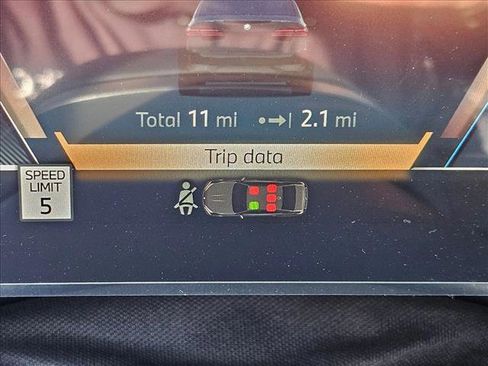 Total 11 mi 2.1 mi
Trip data
SPEED
LIMIT
5